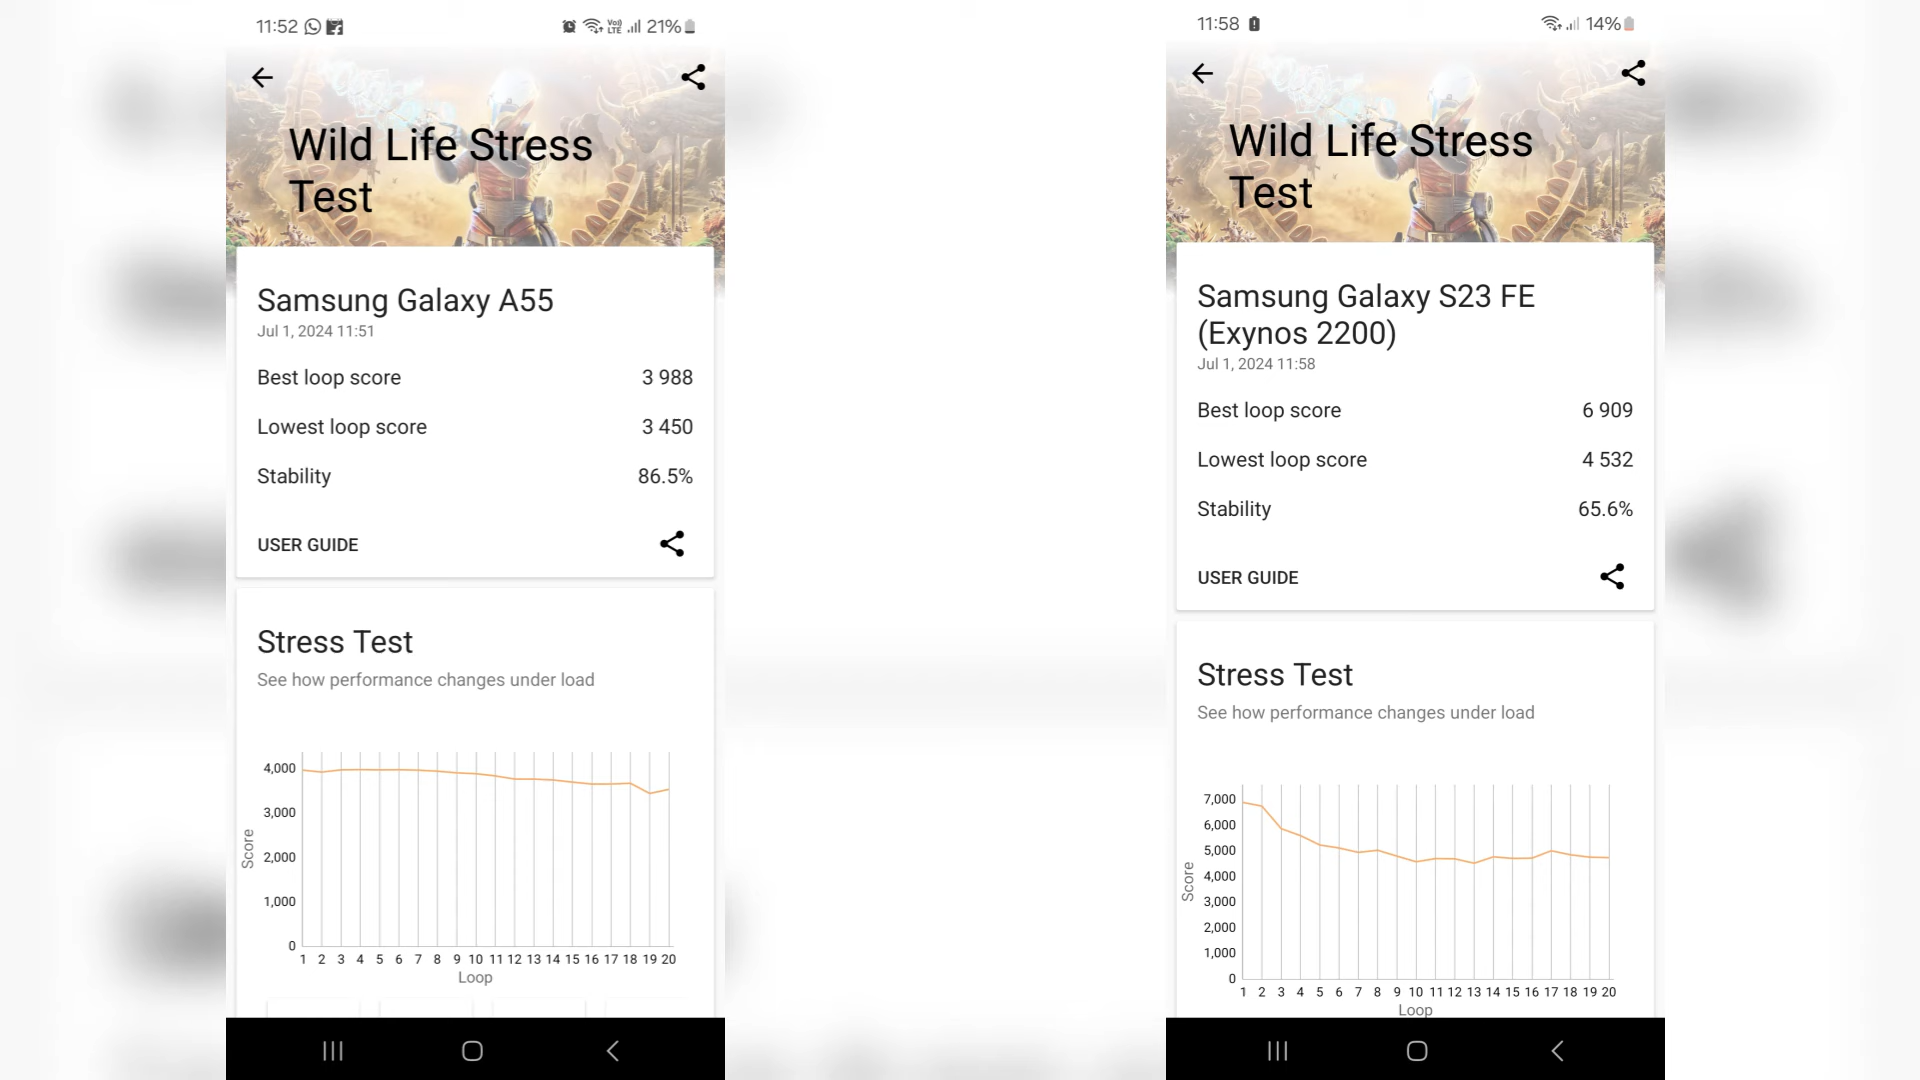 11:52
Vo)) LTE 21%
Wild Life Stress
Test
Samsung Galaxy A55
Jul 1, 2024 11:51
Best loop score 3 988
Lowest loop score 3 450
Stability 86.5%
USER GUIDE
Stress Test
See how performance changes under load
4,000
3,000
2,000
1,000
0
Score
1 2 3 4 5 6 7 8 9 10 11 12 13 14 15 16 17 18 19 20
Loop
11:58
14%
Wild Life Stress
Test
Samsung Galaxy S23 FE
(Exynos 2200)
Jul 1, 2024 11:58
Best loop score 6 909
Lowest loop score 4 532
Stability 65.6%
USER GUIDE
Stress Test
See how performance changes under load
7,000
6,000
5,000
4,000
3,000
2,000
1,000
0
Score
1 2 3 4 5 6 7 8 9 10 11 12 13 14 15 16 17 18 19 20
Loop